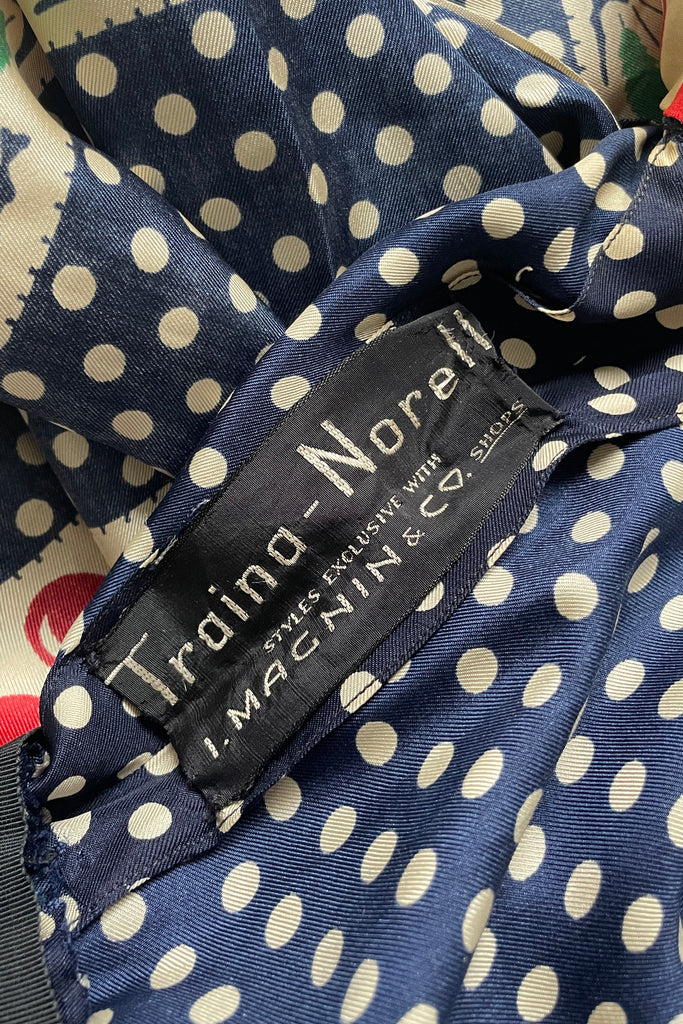 Traina-Norell
STYLES EXCLUSIVE WITH
I. MAGNIN & CO. SHOPS